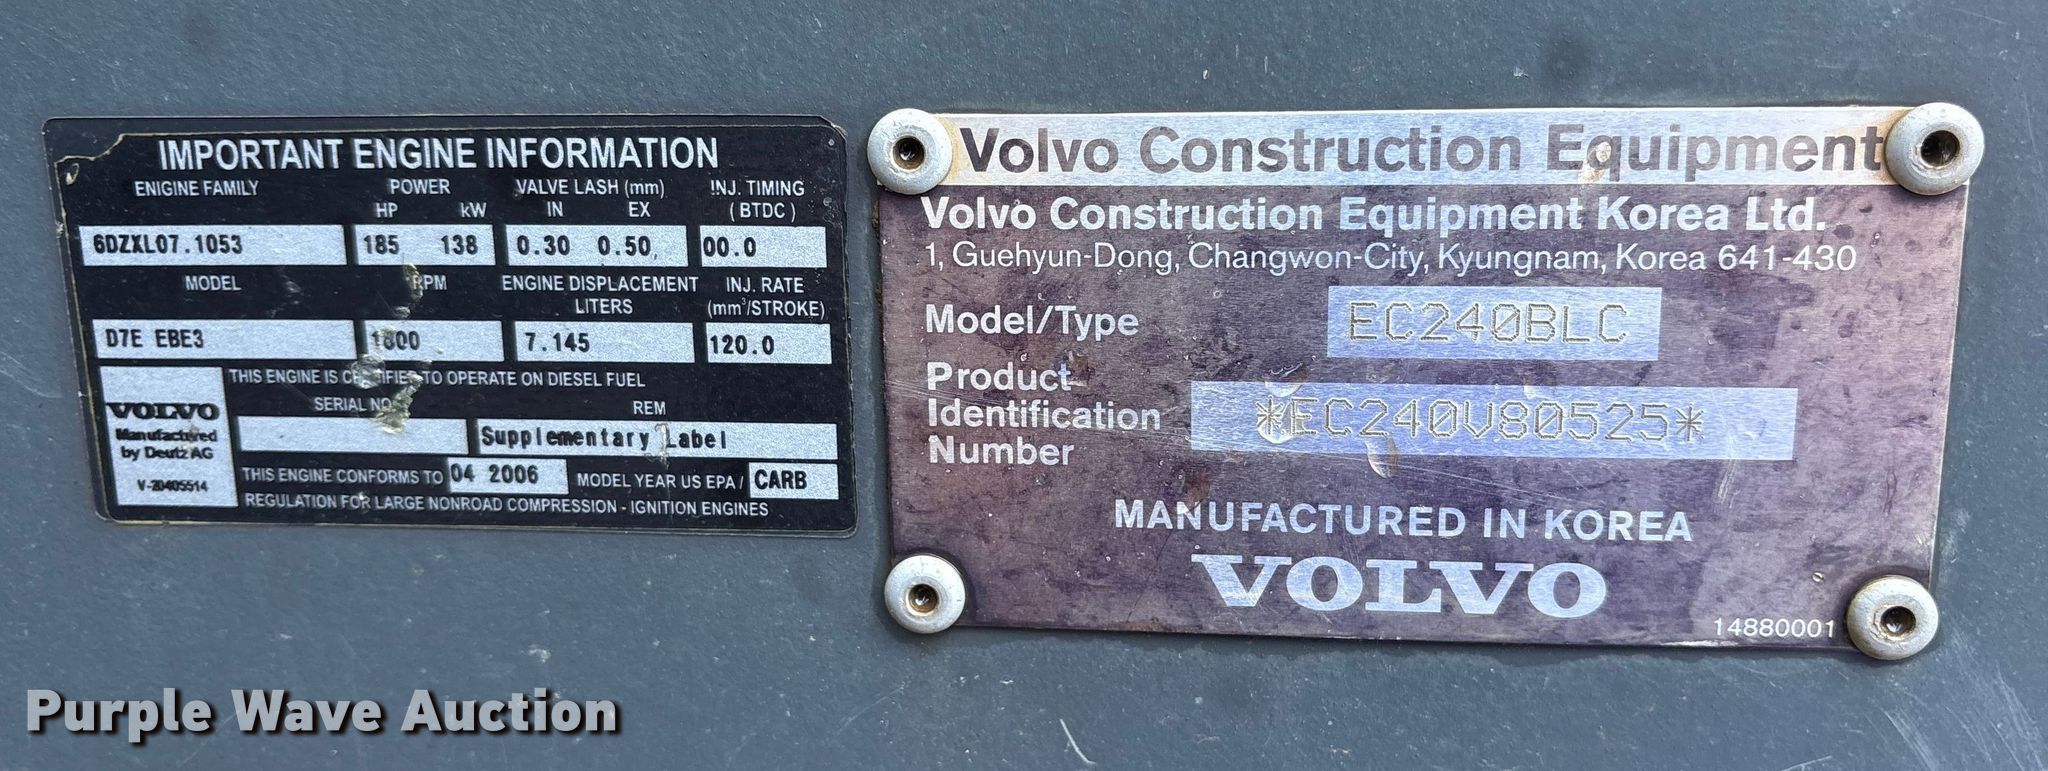 IMPORTANT ENGINE INFORMATION
ENIGINE FAMILY POWER VALVE LASH (mm) INJ. TIMING
HP kW IN EX ( BTDC )
6DZXL07.1053 185 138 0.30 0.50 00.0
MODEL RPM ENGINE DISPLACEMENT INJ. RATE
LITERS (mm³/STROKE)
D7E EBE3 1800 7.145 120.0
THIS ENGINE IS CERTIFIED TO OPERATE ON DIESEL FUEL
SERIAL NO. REM
Supplementary Label
VOLVO
Manufactured
by Deutz AG
V-20405514
THIS ENGINE CONFORMS TO 04 2006 MODEL YEAR US EPA / CARB
REGULATION FOR LARGE NONROAD COMPRESSION - IGNITION ENGINES
Volvo Construction Equipment
Volvo Construction Equipment Korea Ltd.
1, Guehyun-Dong, Changwon-City, Kyungnam, Korea 641-430
Model/Type EC240BLC
Product
Identification *EC240V80525*
Number
MANUFACTURED IN KOREA
VOLVO
14880001
Purple Wave Auction